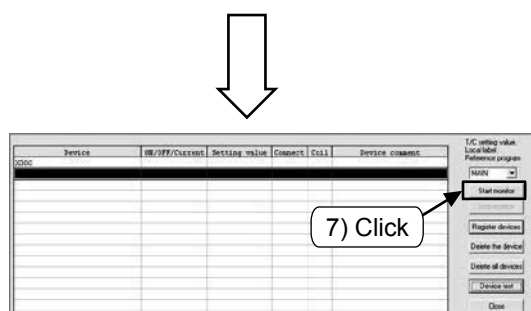 T/C setting value
Local label
Reference program
Device ON/OFF/Current Setting value Connect Coil Device comment
MAIN
Start monitor
7) Click
Register devices
Delete the device
Delete all devices
Device test
Close